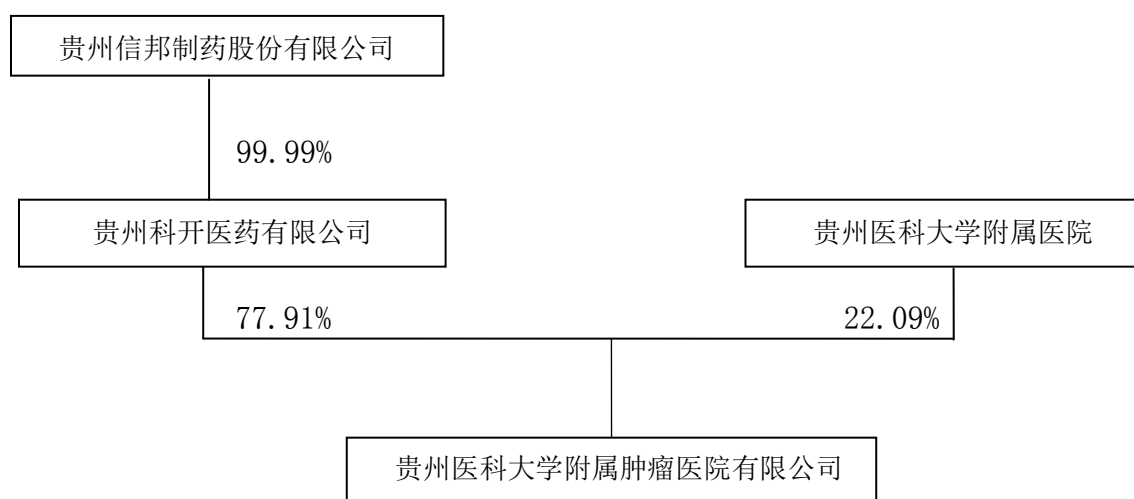 贵州信邦制药股份有限公司
99.99%
贵州科开医药有限公司
贵州医科大学附属医院
77.91%
22.09%
贵州医科大学附属肿瘤医院有限公司